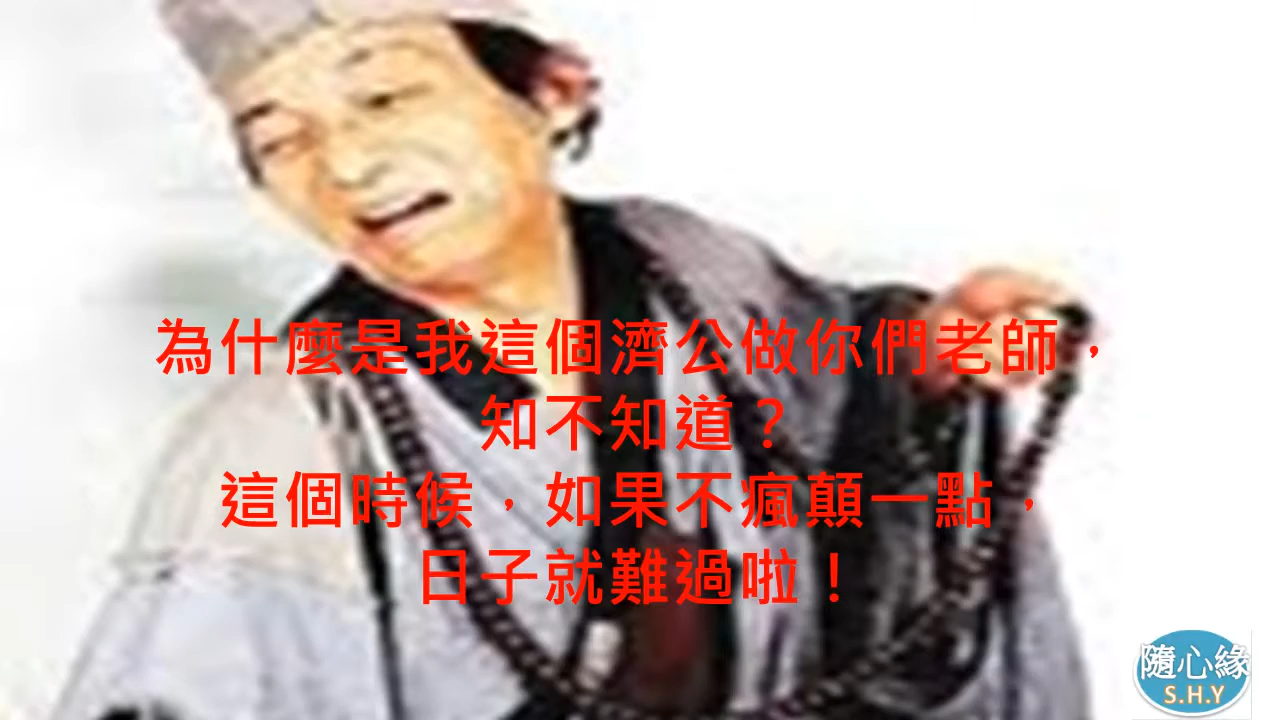 為什麼是我這個濟公做你們老師，
知不知道？
這個時候，如果不瘋顛一點，
日子就難過啦！
隨心緣
S.H.Y